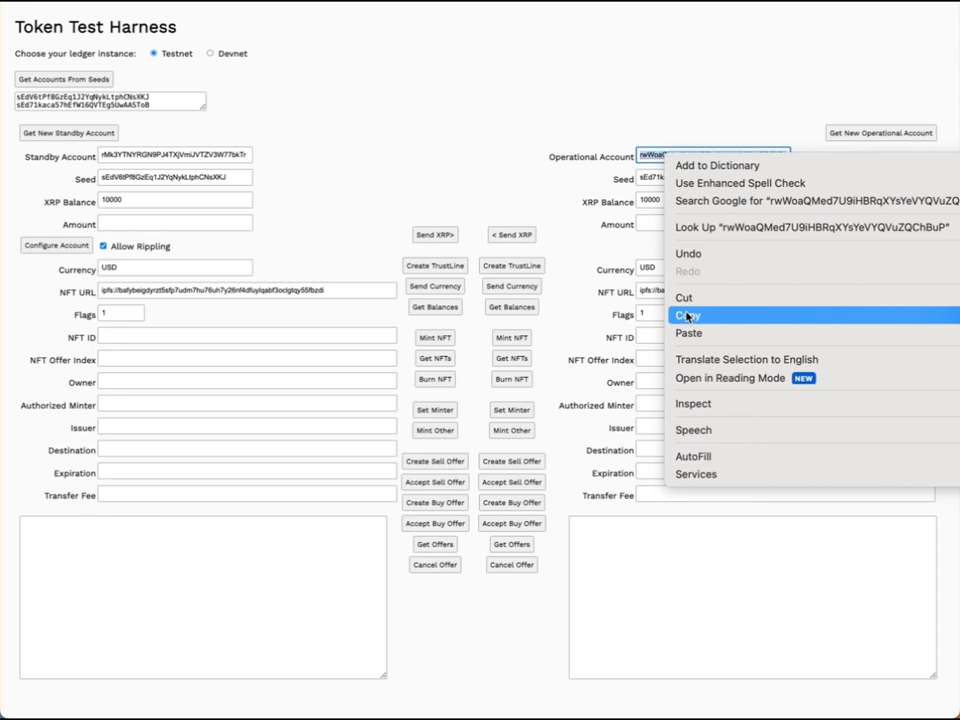 Token Test Harness
Choose your ledger instance: Testnet Devnet
Get Accounts From Seeds
sEdV6tPf8GzEq1J2YqNykLtphCNsXKJ
sEd71kaca57hEfW16QVTEg5UwAASToB
Get New Standby Account
Get New Operational Account
Standby Account rMk3YTNYRGN9PJ4TXjVmiJVTZV3W77bkTr
Seed sEdV6tPf8GzEq1J2YqNykLtphCNsXKJ
XRP Balance 10000
Amount
Configure Account Allow Rippling
Currency USD
NFT URL ipfs://bafybeigdyrzt5sfp7udm7hu76uh7y26nf4dfuylqabf3oclgtqy55fbzdi
Flags 1
NFT ID
NFT Offer Index
Owner
Authorized Minter
Issuer
Destination
Expiration
Transfer Fee
Send XRP> < Send XRP
Create TrustLine Create TrustLine
Send Currency Send Currency
Get Balances Get Balances
Mint NFT Mint NFT
Get NFTs Get NFTs
Burn NFT Burn NFT
Set Minter Set Minter
Mint Other Mint Other
Create Sell Offer Create Sell Offer
Accept Sell Offer Accept Sell Offer
Create Buy Offer Create Buy Offer
Accept Buy Offer Accept Buy Offer
Get Offers Get Offers
Cancel Offer Cancel Offer
Operational Account
Seed sEd71k
XRP Balance 10000
Amount
Currency USD
NFT URL ipfs://ba
Flags 1
NFT ID
NFT Offer Index
Owner
Authorized Minter
Issuer
Destination
Expiration
Transfer Fee
Add to Dictionary
Use Enhanced Spell Check
Search Google for “rwWoaQMed7U9iHBRqXYsYeVYQVuZQ
Look Up “rwWoaQMed7U9iHBRqXYsYeVYQVuZQChBuP”
Undo
Redo
Cut
Copy
Paste
Translate Selection to English
Open in Reading Mode NEW
Inspect
Speech
AutoFill
Services